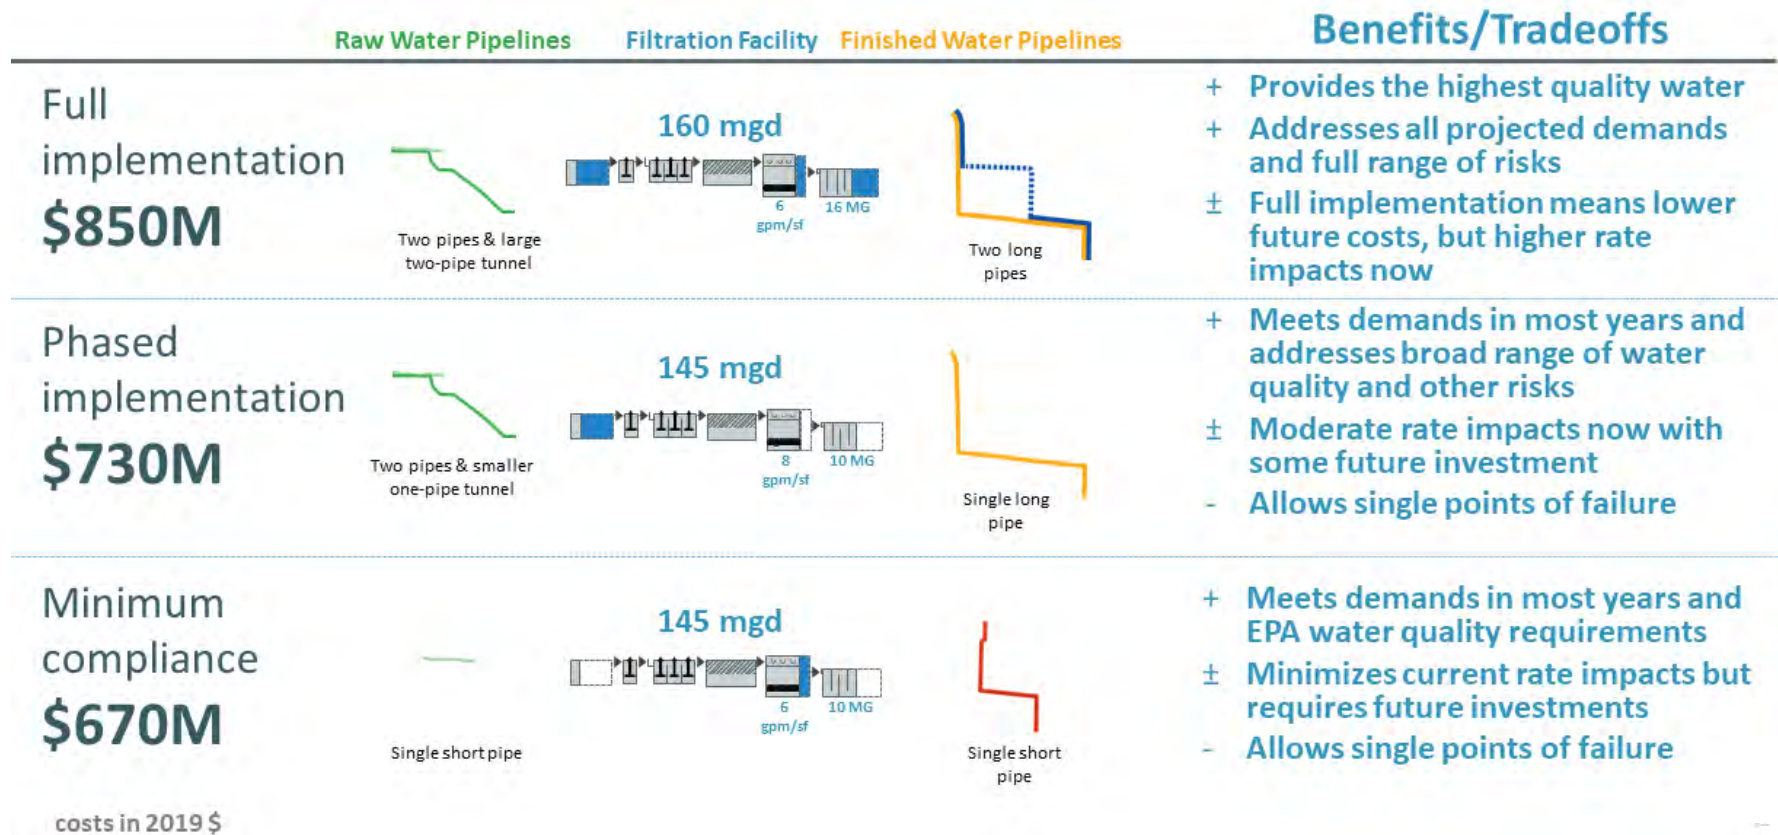 Raw Water Pipelines
Filtration Facility
Finished Water Pipelines
Benefits/Tradeoffs
Full
implementation
$850M
Two pipes & large
two-pipe tunnel
160 mgd
6
gpm/sf
16 MG
Two long
pipes
+ Provides the highest quality water
+ Addresses all projected demands
and full range of risks
± Full implementation means lower
future costs, but higher rate
impacts now
Phased
implementation
$730M
Two pipes & smaller
one-pipe tunnel
145 mgd
8
gpm/sf
10 MG
Single long
pipe
+ Meets demands in most years and
addresses broad range of water
quality and other risks
± Moderate rate impacts now with
some future investment
- Allows single points of failure
Minimum
compliance
$670M
Single short pipe
145 mgd
6
gpm/sf
10 MG
Single short
pipe
+ Meets demands in most years and
EPA water quality requirements
± Minimizes current rate impacts but
requires future investments
- Allows single points of failure
costs in 2019 $